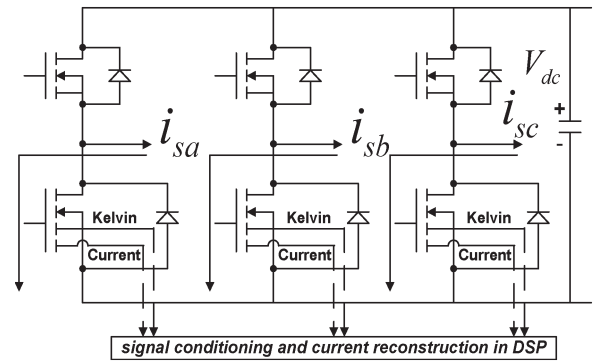 V_dc
+
-
i_sa
i_sb
i_sc
Kelvin
Kelvin
Kelvin
Current
Current
Current
signal conditioning and current reconstruction in DSP